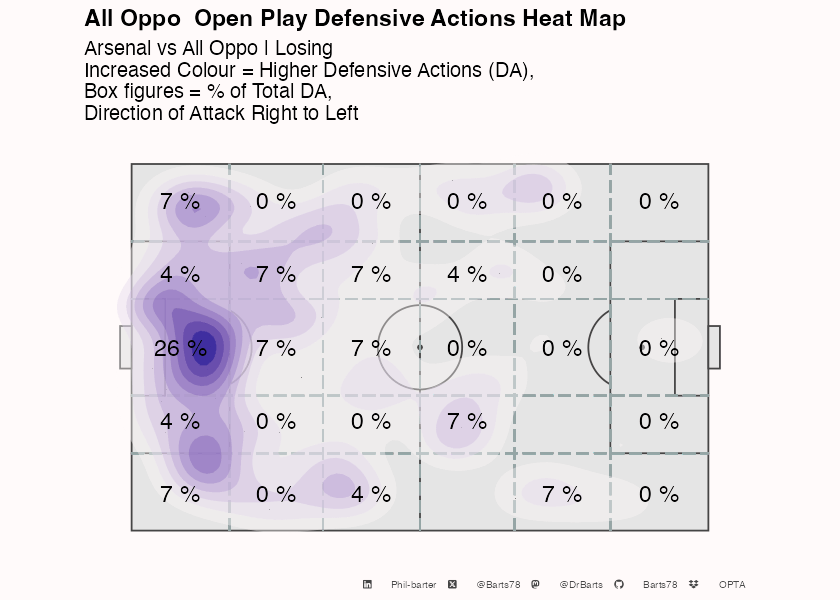 All Oppo  Open Play Defensive Actions Heat Map
Arsenal vs All Oppo | Losing
Increased Colour = Higher Defensive Actions (DA),
Box figures = % of Total DA,
Direction of Attack Right to Left
7 % 0 % 0 % 0 % 0 % 0 %
4 % 7 % 7 % 4 % 0 %
26 % 7 % 7 % 0 % 0 % 0 %
4 % 0 % 0 % 7 % 0 %
7 % 0 % 4 % 7 % 0 %
Phil-barter @Barts78 @DrBarts Barts78 OPTA